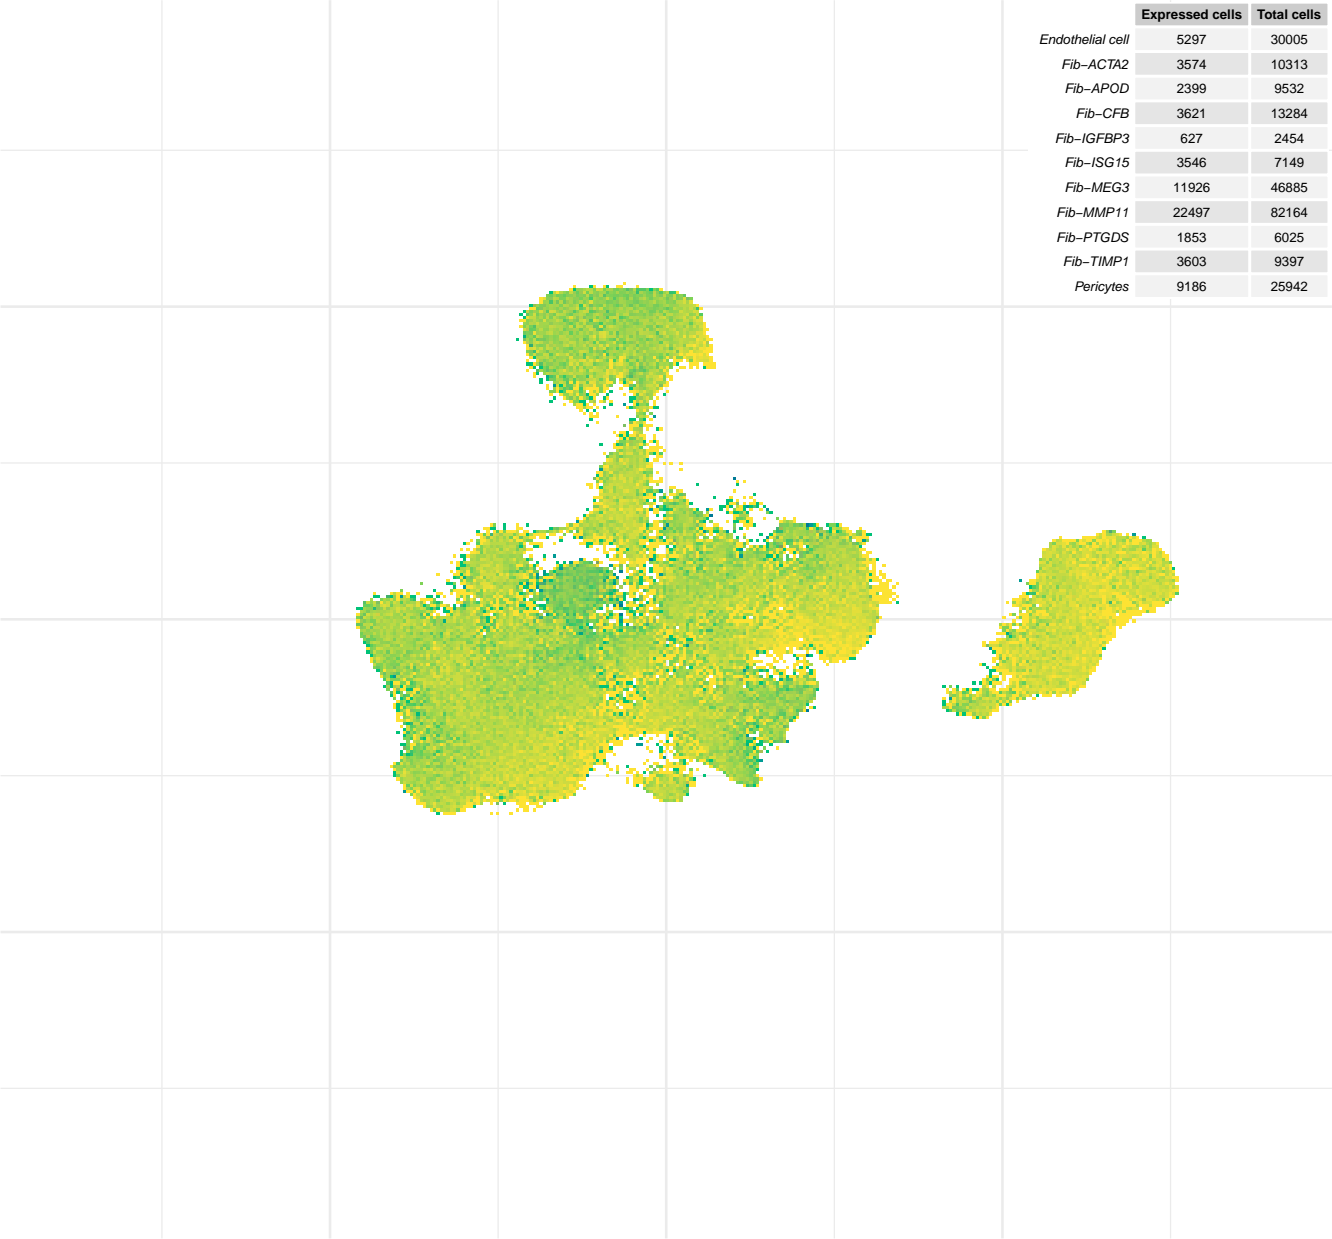 Expressed cells Total cells
Endothelial cell 5297 30005
Fib−ACTA2 3574 10313
Fib−APOD 2399 9532
Fib−CFB 3621 13284
Fib−IGFBP3 627 2454
Fib−ISG15 3546 7149
Fib−MEG3 11926 46885
Fib−MMP11 22497 82164
Fib−PTGDS 1853 6025
Fib−TIMP1 3603 9397
Pericytes 9186 25942